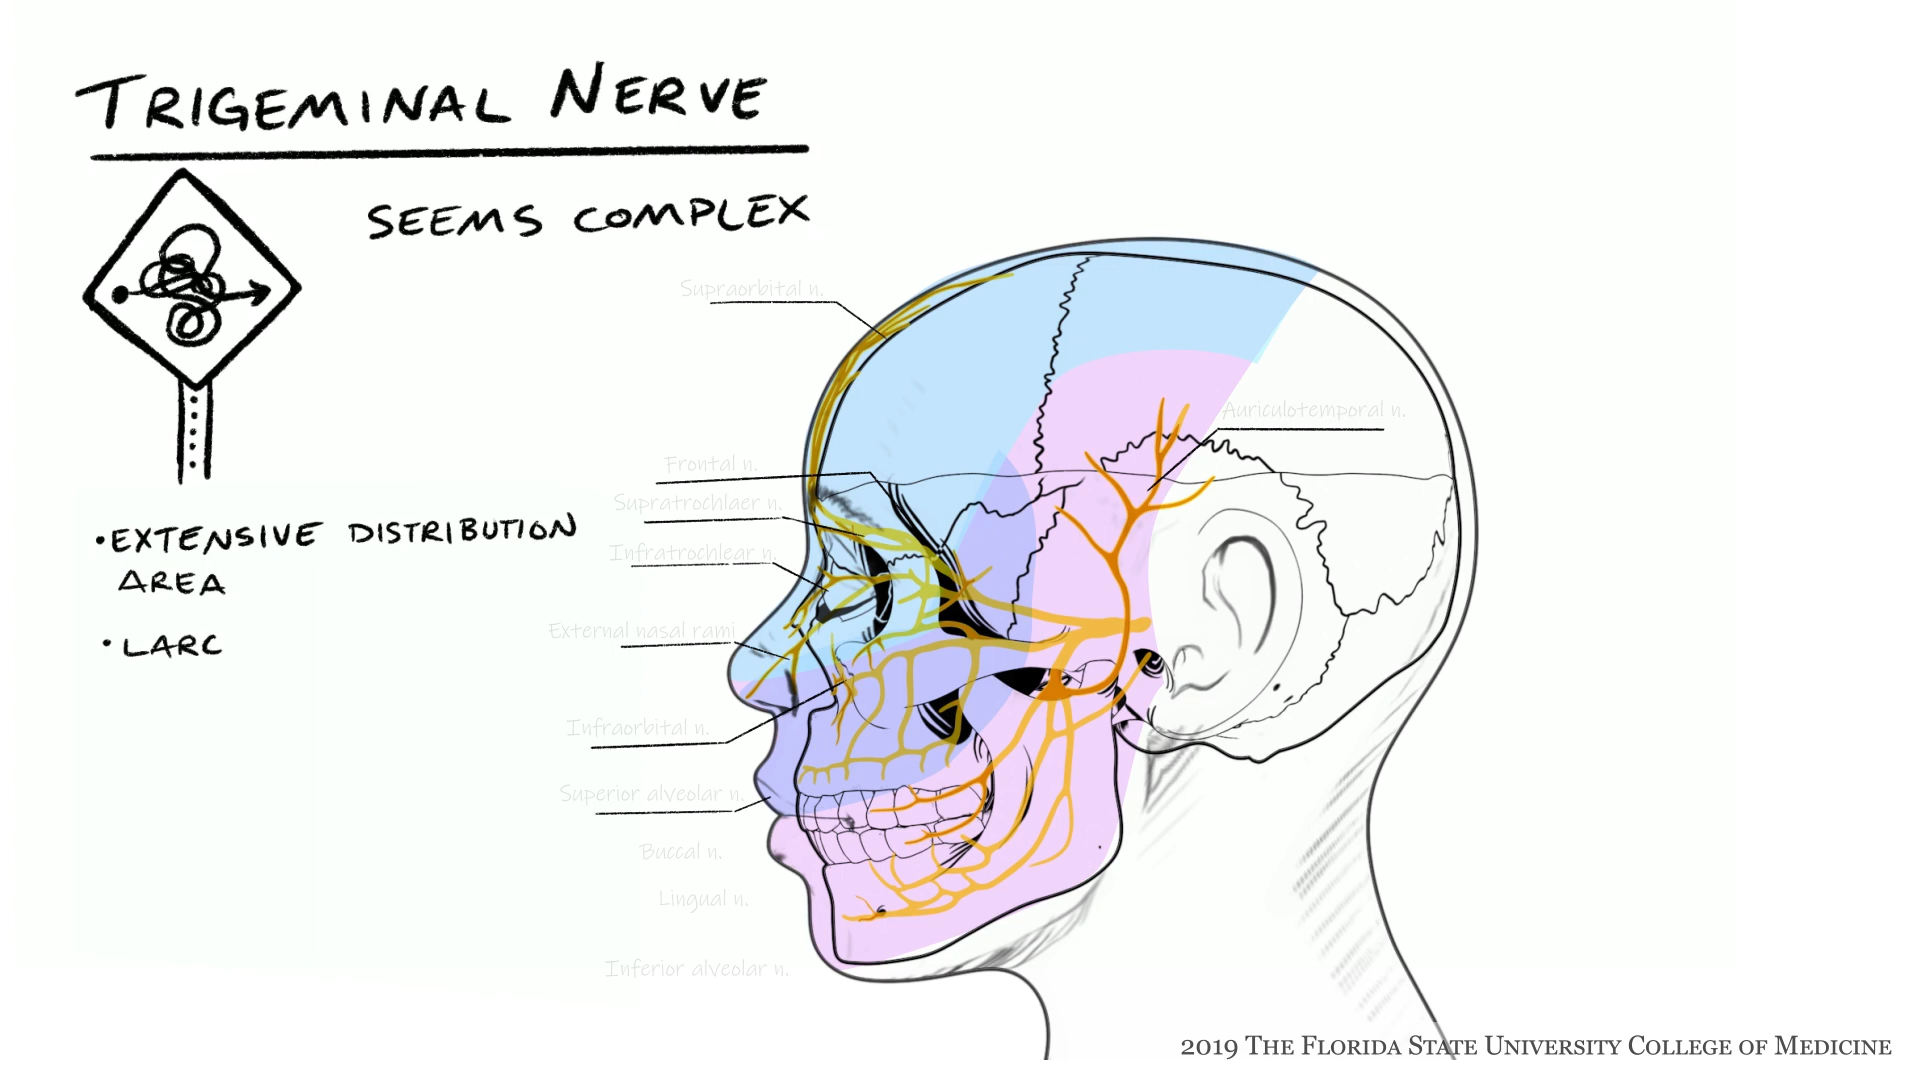 TRIGEMINAL NERVE
SEEMS COMPLEX
• EXTENSIVE DISTRIBUTION
AREA
• LARC
Supraorbital n.
Frontal n.
Supratrochlaer n.
Infratrochlear n.
External nasal rami
Infraorbital n.
Superior alveolar n.
Buccal n.
Lingual n.
Inferior alveolar n.
Auriculotemporal n.
2019 The Florida State University College of Medicine